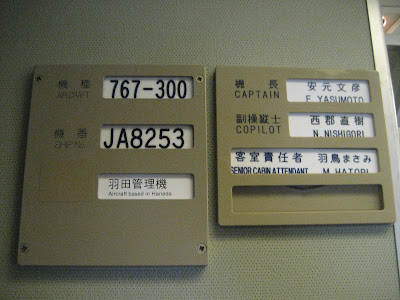 機種 767-300
AIRCRAFT
機番 JA8253
SHIP No.
羽田管理機
Aircraft based in Haneda
機長 安元文彦
CAPTAIN F. YASUMOTO
副操縦士 西郡直樹
COPILOT N. NISHIGORI
客室責任者 羽鳥まさみ
SENIOR CABIN ATTENDANT M. HATORI